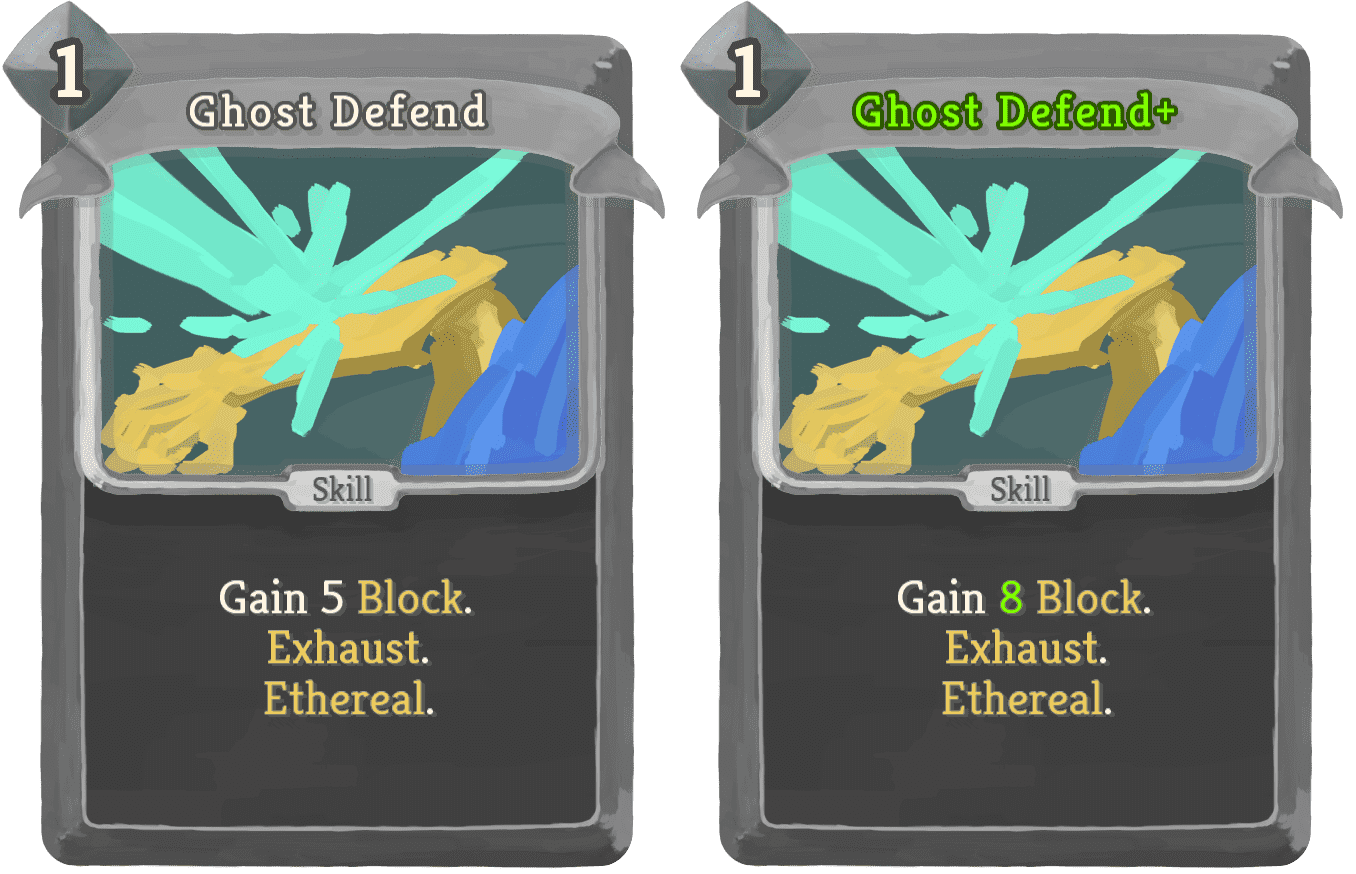 1
Ghost Defend
Skill
Gain 5 Block.
Exhaust.
Ethereal.
1
Ghost Defend+
Skill
Gain 8 Block.
Exhaust.
Ethereal.